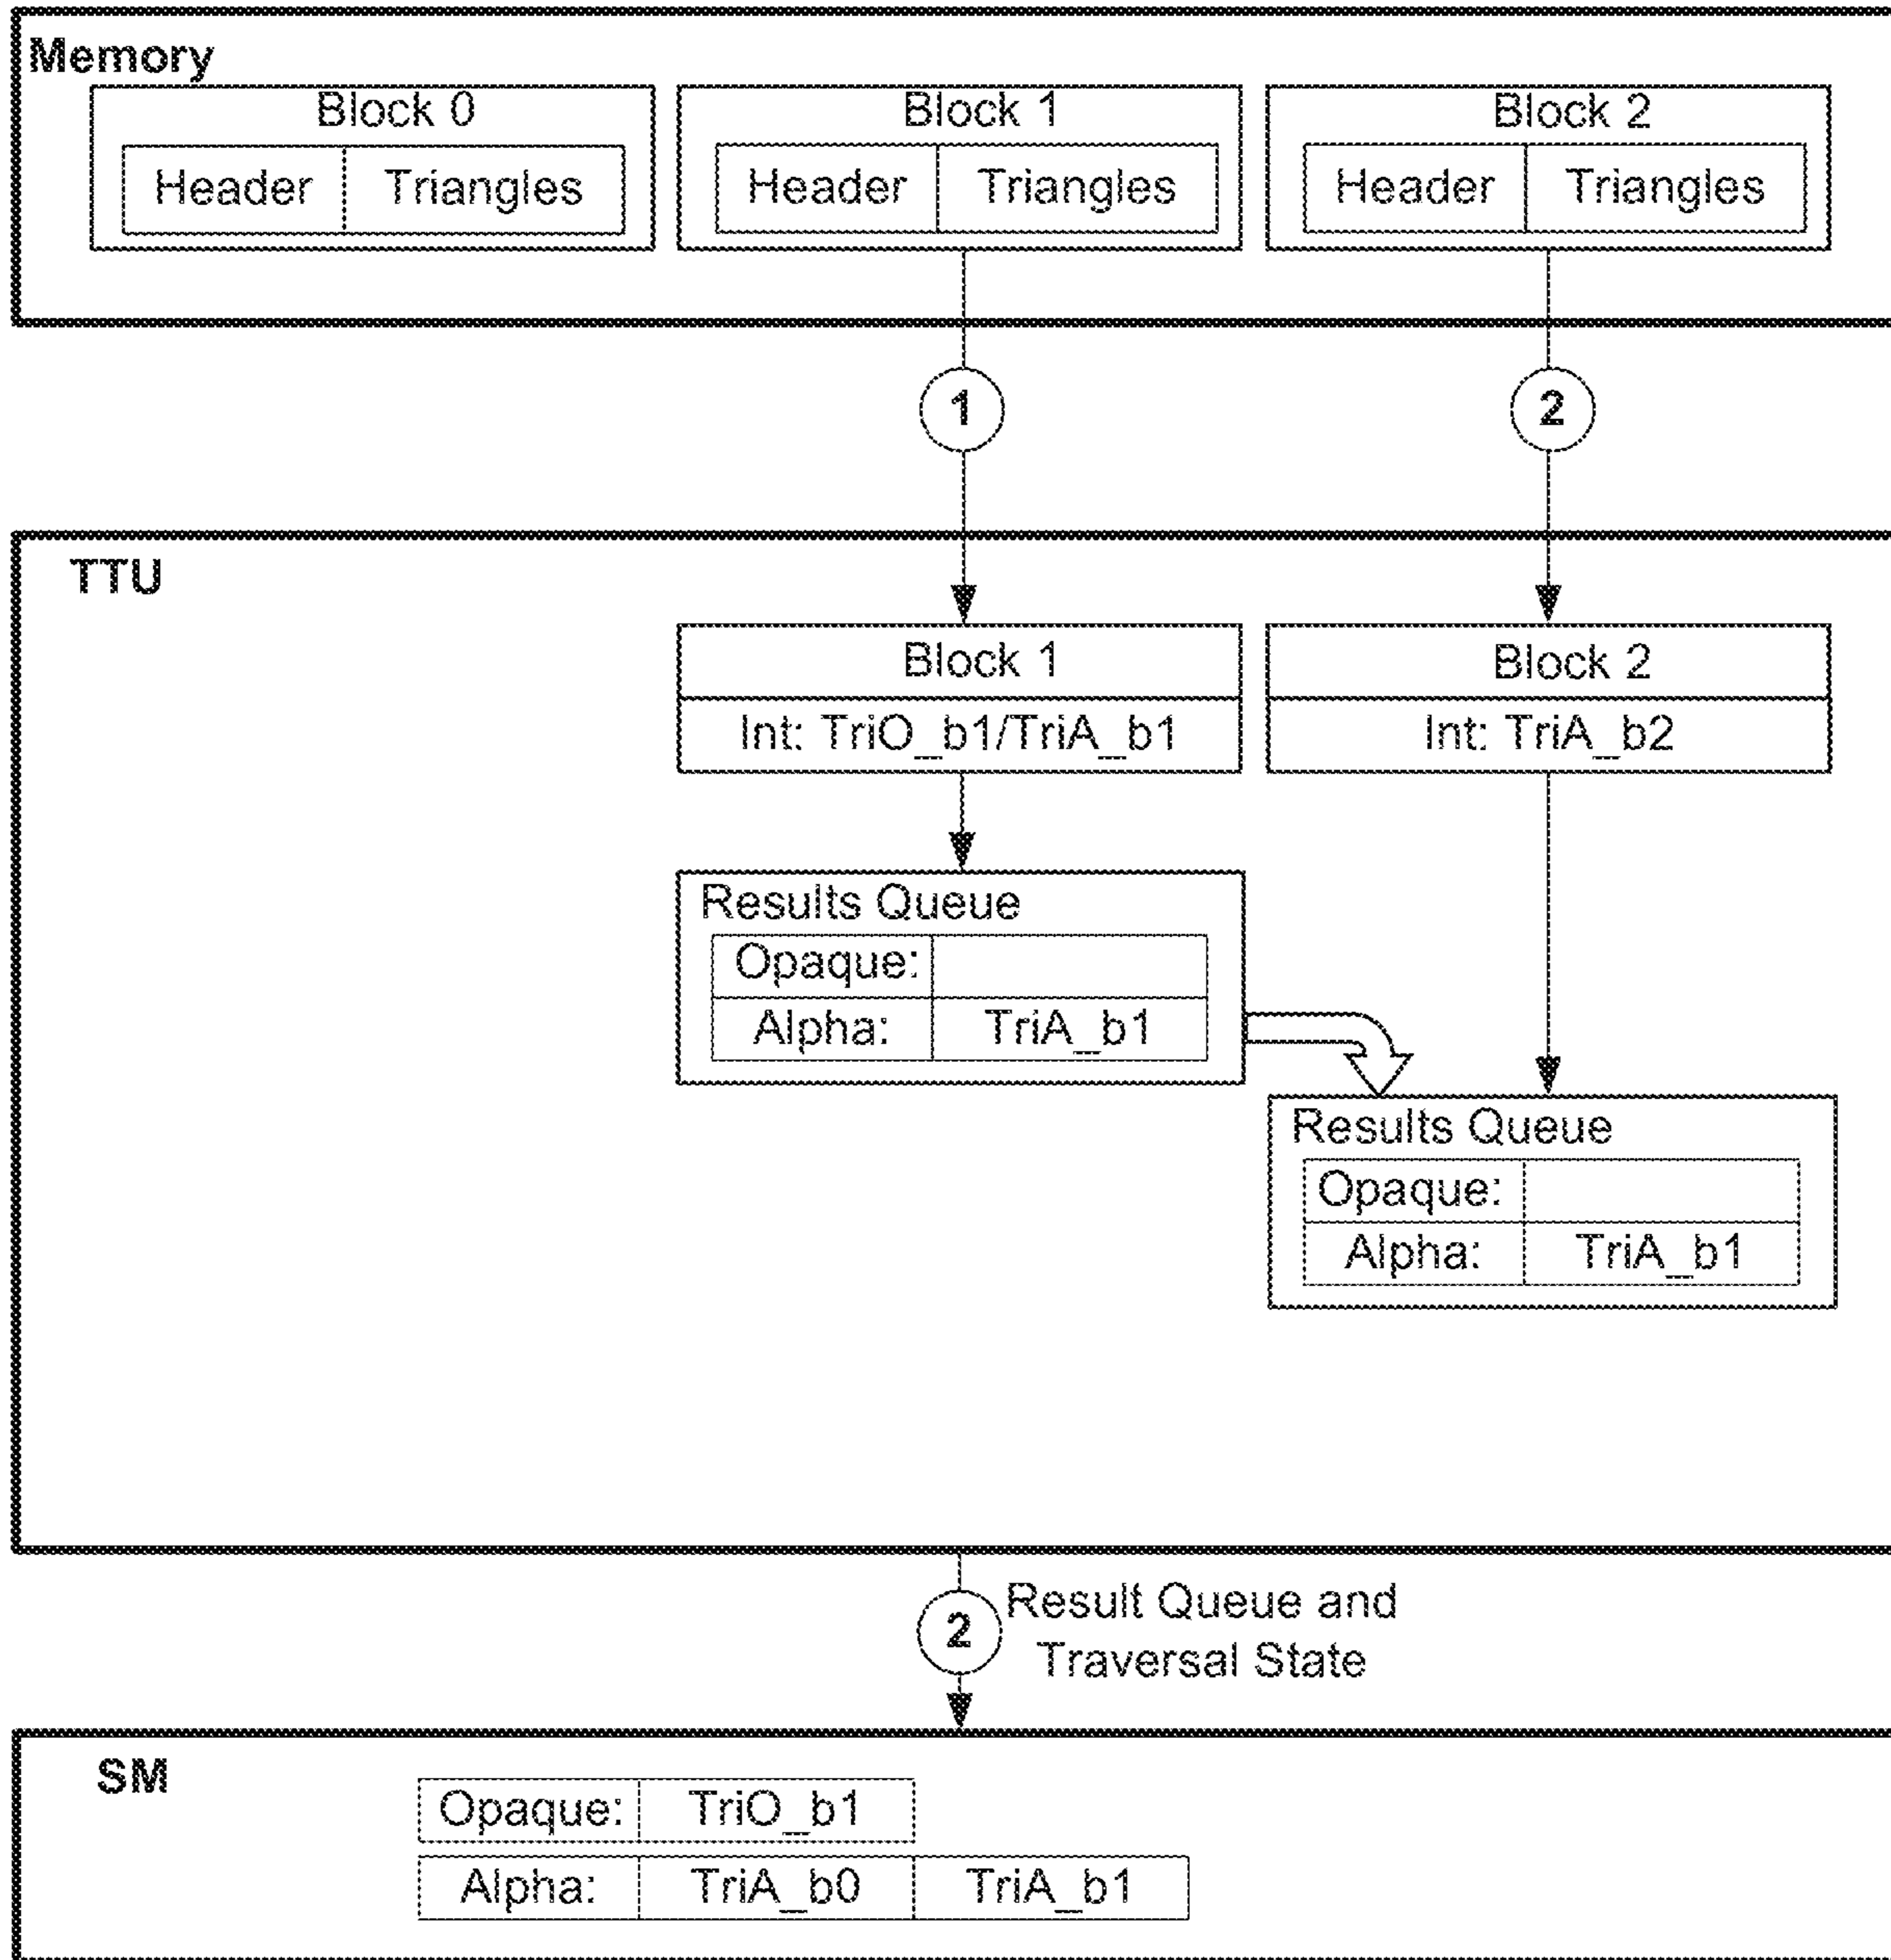 Memory
Block 0
Block 1
Block 2
Header Triangles
Header Triangles
Header Triangles
1
2
TTU
Block 1
Int: TriO_b1/TriA_b1
Block 2
Int: TriA_b2
Results Queue
Opaque:
Alpha: TriA_b1
Results Queue
Opaque:
Alpha: TriA_b1
2
Result Queue and
Traversal State
SM
Opaque: TriO_b1
Alpha: TriA_b0 TriA_b1